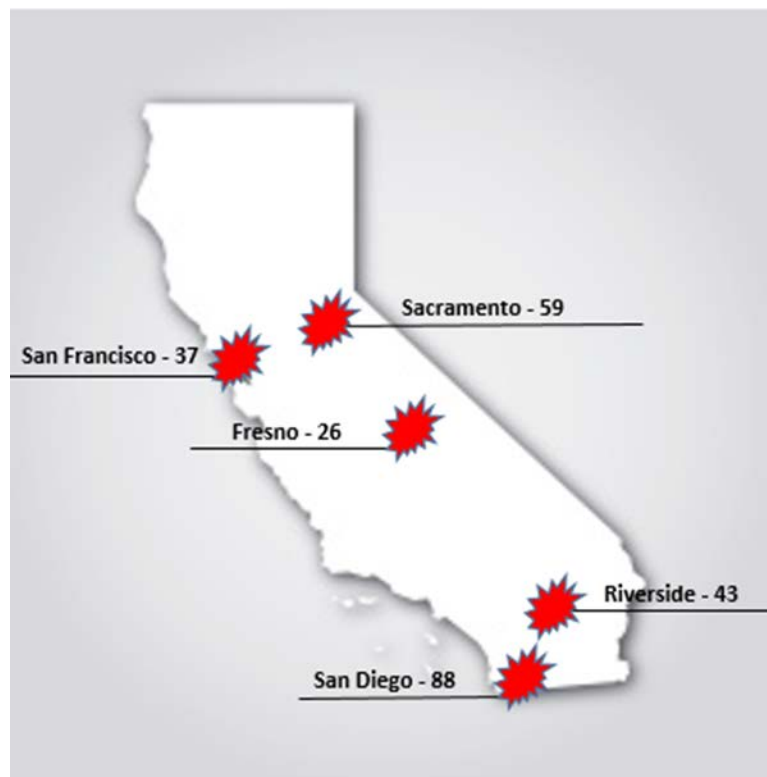 Sacramento - 59
San Francisco - 37
Fresno - 26
Riverside - 43
San Diego - 88